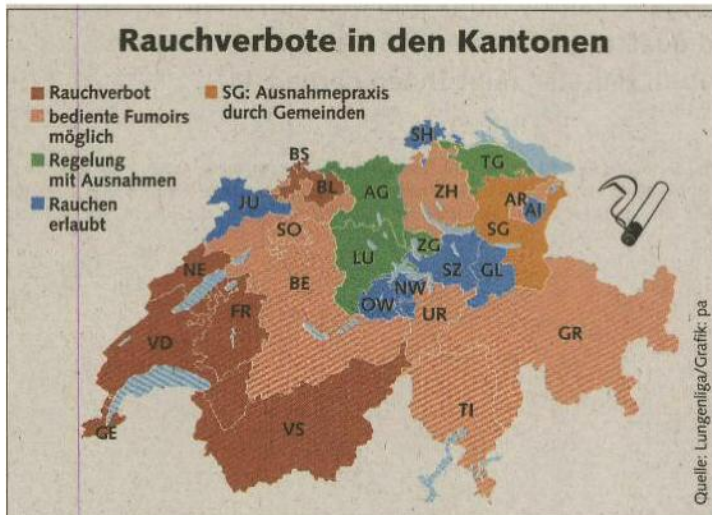 Rauchverbote in den Kantonen
Rauchverbot
bediente Fumoirs
möglich
Regelung
mit Ausnahmen
Rauchen
erlaubt
SG: Ausnahmepraxis
durch Gemeinden
SH
BS
BL
AG
ZH
TG
JU
SO
AR
AI
SG
LU
ZG
NE
BE
SZ
GL
NW
OW
FR
UR
GR
VD
GE
VS
TI
Quelle: Lungenliga/Grafik: pa